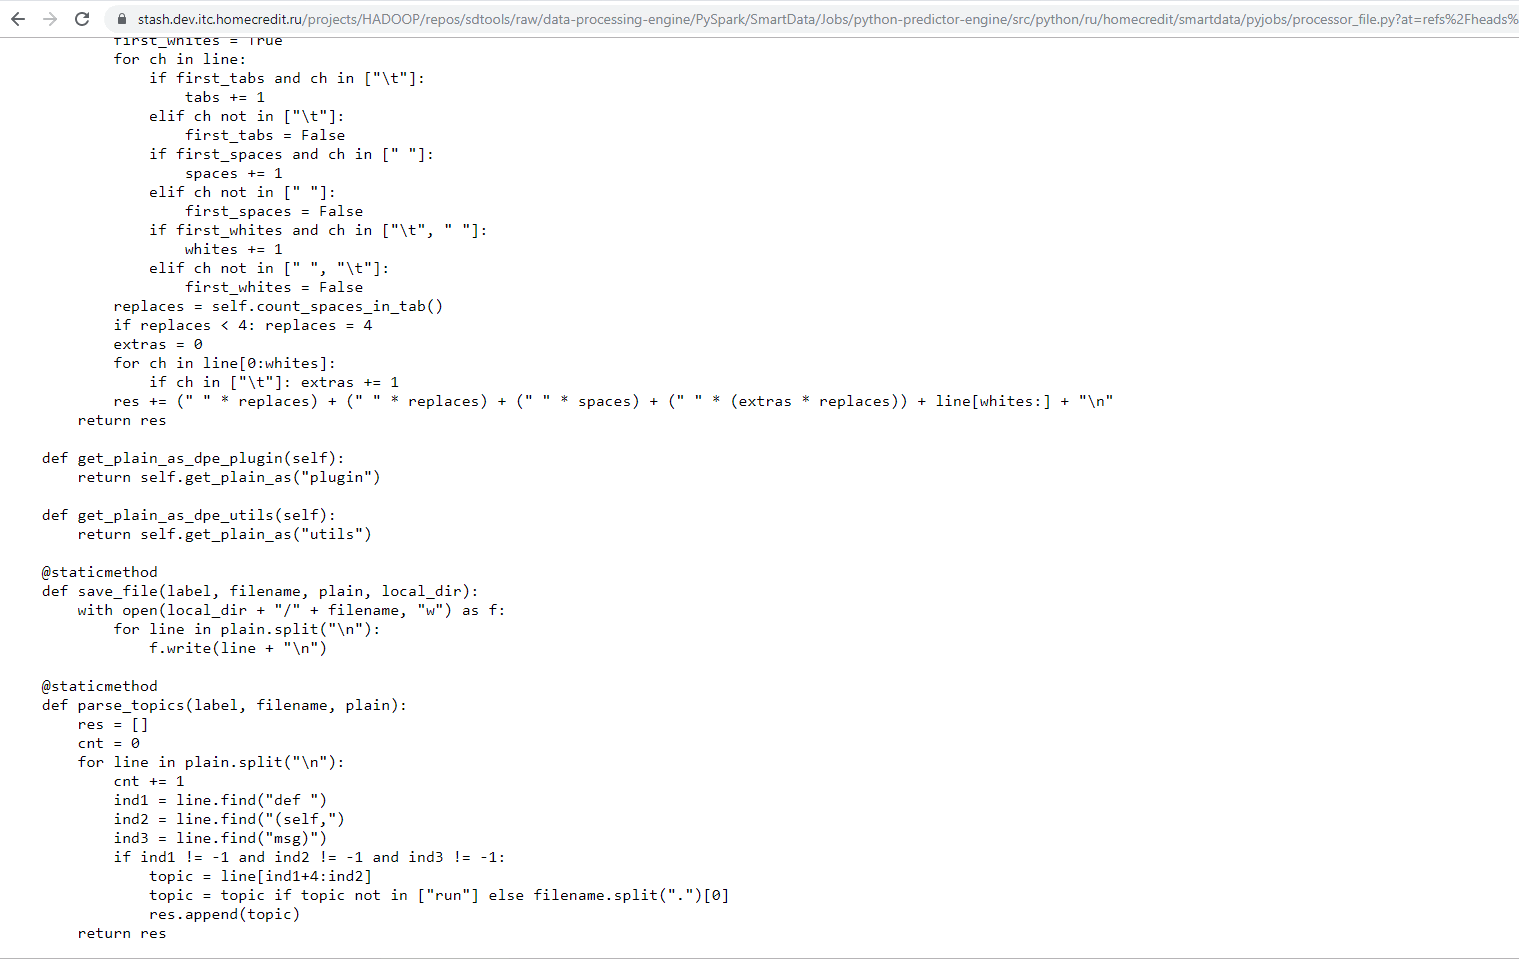 stash.dev.itc.homecredit.ru/projects/HADOOP/repos/sdtools/raw/data-processing-engine/PySpark/SmartData/Jobs/python-predictor-engine/src/python/ru/homecredit/smartdata/pyjobs/processor_file.py?at=refs%2Fheads%
first_whites = True
for ch in line:
if first_tabs and ch in ["\t"]:
tabs += 1
elif ch not in ["\t"]:
first_tabs = False
if first_spaces and ch in [" "]:
spaces += 1
elif ch not in [" "]:
first_spaces = False
if first_whites and ch in ["\t", " "]:
whites += 1
elif ch not in [" ", "\t"]:
first_whites = False
replaces = self.count_spaces_in_tab()
if replaces < 4: replaces = 4
extras = 0
for ch in line[0:whites]:
if ch in ["\t"]: extras += 1
res += (" " * replaces) + (" " * replaces) + (" " * spaces) + (" " * (extras * replaces)) + line[whites:] + "\n"
return res
def get_plain_as_dpe_plugin(self):
return self.get_plain_as("plugin")
def get_plain_as_dpe_utils(self):
return self.get_plain_as("utils")
@staticmethod
def save_file(label, filename, plain, local_dir):
with open(local_dir + "/" + filename, "w") as f:
for line in plain.split("\n"):
f.write(line + "\n")
@staticmethod
def parse_topics(label, filename, plain):
res = []
cnt = 0
for line in plain.split("\n"):
cnt += 1
ind1 = line.find("def ")
ind2 = line.find("(self,")
ind3 = line.find("msg)")
if ind1 != -1 and ind2 != -1 and ind3 != -1:
topic = line[ind1+4:ind2]
topic = topic if topic not in ["run"] else filename.split(".")[0]
res.append(topic)
return res